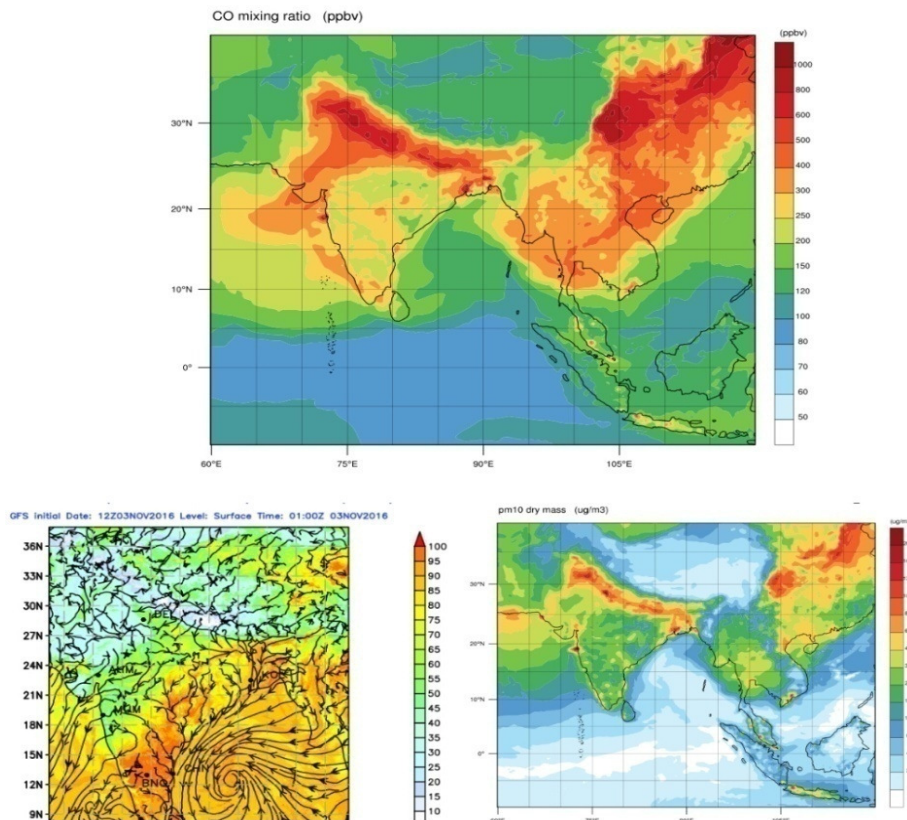 CO mixing ratio (ppbv)
(ppbv)
1000
800
600
500
400
300
250
200
150
120
100
80
70
60
50
30°N
20°N
10°N
0°
60°E 75°E 90°E 105°E
GFS initial Date: 12Z03NOV2016 Level: Surface Time: 01:00Z 03NOV2016
36N
33N
30N
27N
24N
21N
18N
15N
12N
9N
100
95
90
85
80
75
70
65
60
55
50
45
40
35
30
25
20
15
10
pm10 dry mass (ug/m3)
30°N
20°N
10°N
0°